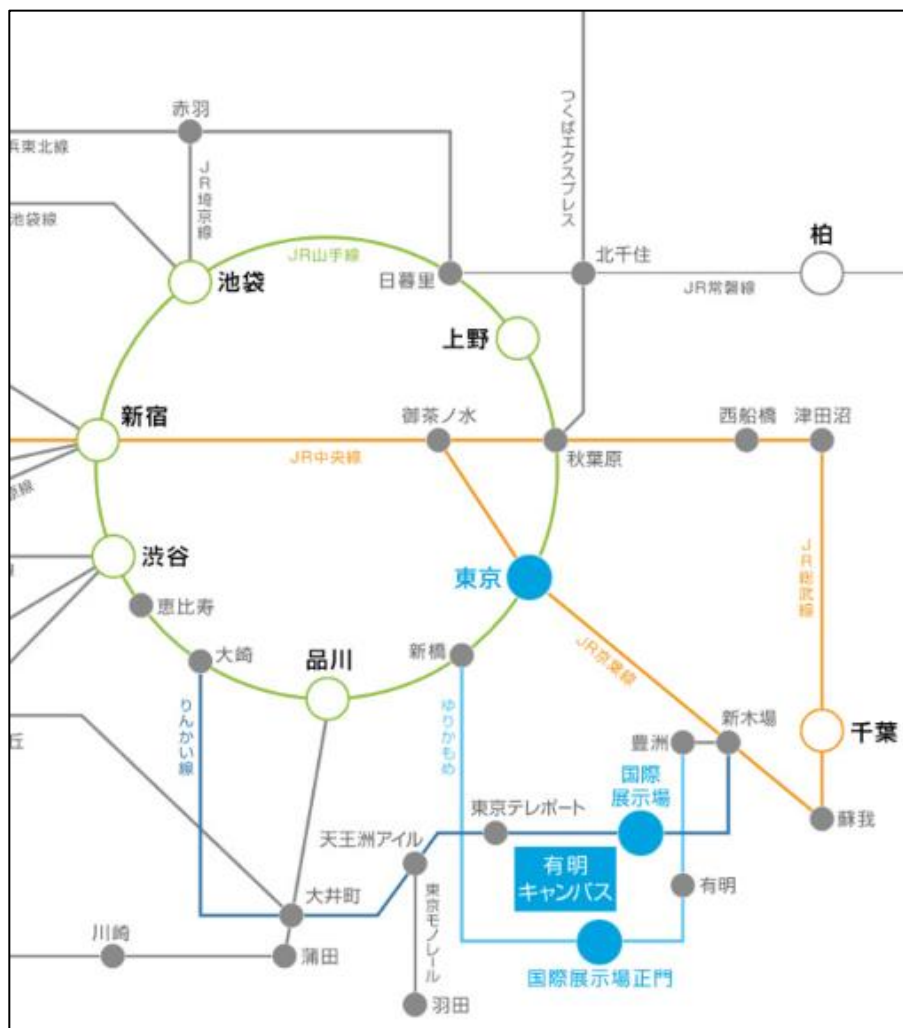 赤羽
浜東北線
JR埼京線
つくばエクスプレス
池袋線
JR山手線
池袋
日暮里
北千住
柏
JR常磐線
上野
新宿
御茶ノ水
西船橋
津田沼
JR中央線
秋葉原
原線
渋谷
東京
JR総武線
恵比寿
大崎
品川
新橋
JR京葉線
りんかい線
ゆりかもめ
丘
豊洲
新木場
千葉
国際
展示場
東京テレポート
蘇我
天王洲アイル
有明
キャンパス
有明
大井町
東京モノレール
川崎
蒲田
国際展示場正門
羽田